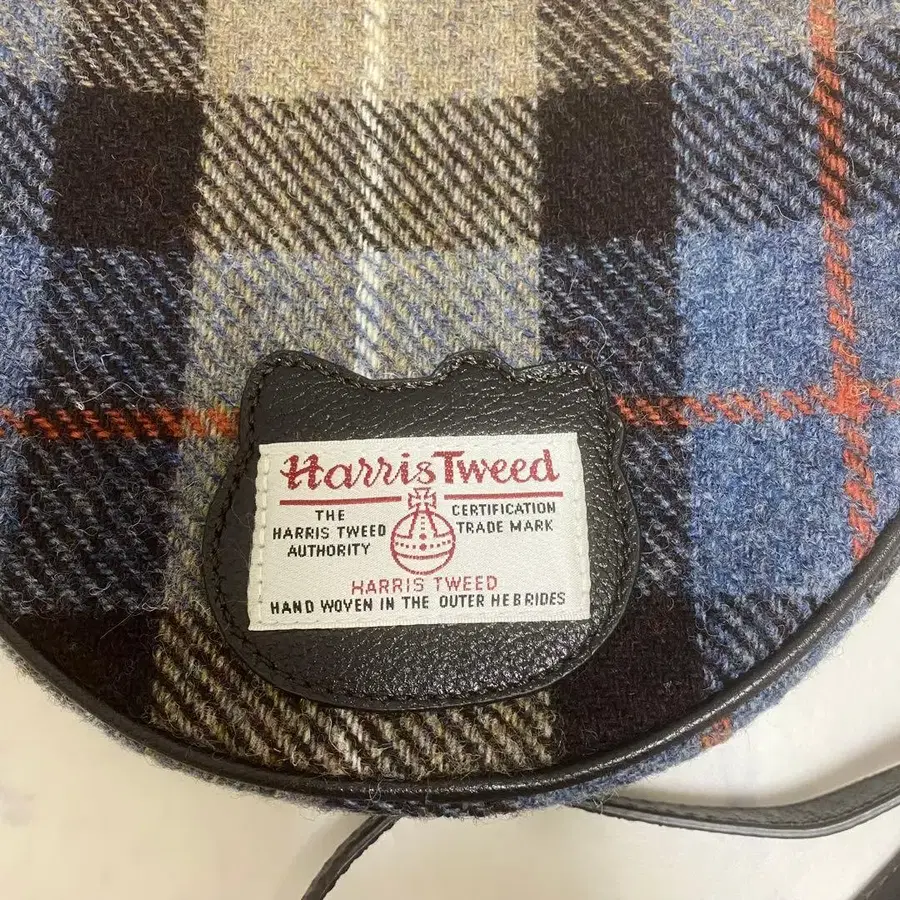 Harris Tweed
THE
HARRIS TWEED
AUTHORITY
CERTIFICATION
TRADE MARK
HARRIS TWEED
HAND WOVEN IN THE OUTER HEBRIDES